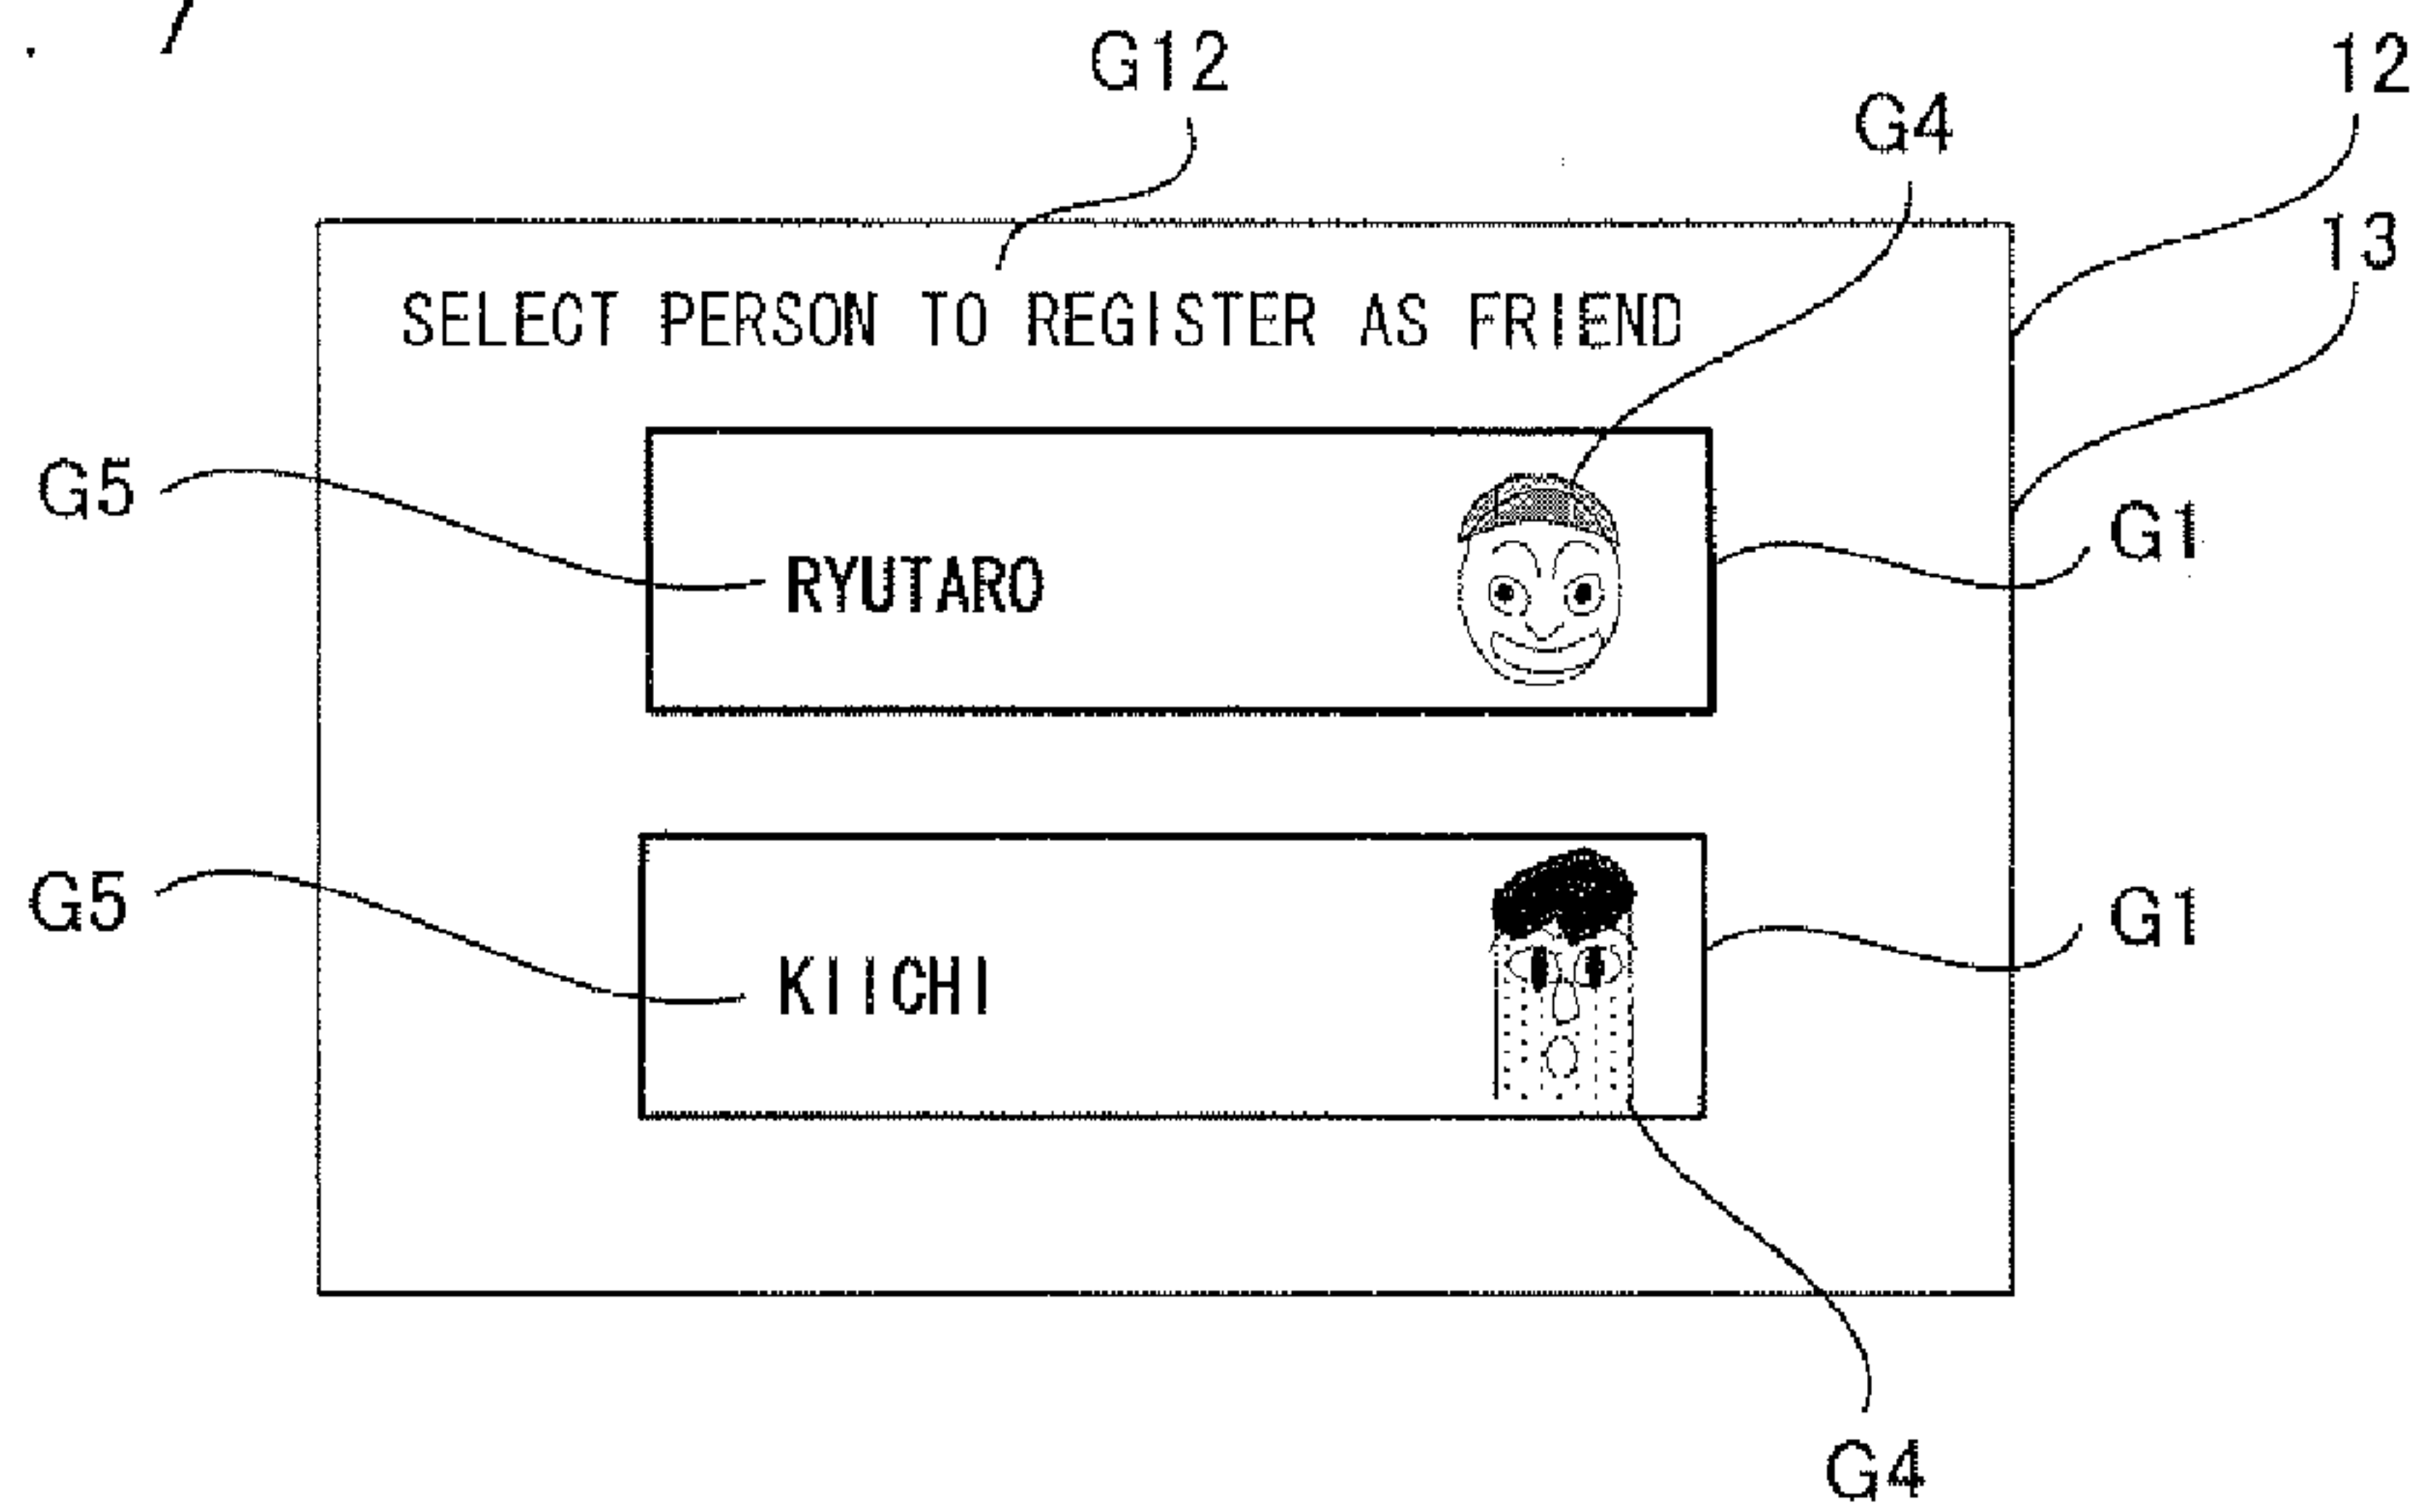 G12
12
G4
13
SELECT PERSON TO REGISTER AS FRIEND
G5
G1
RYUTARO
G5
G1
KIICHI
G4